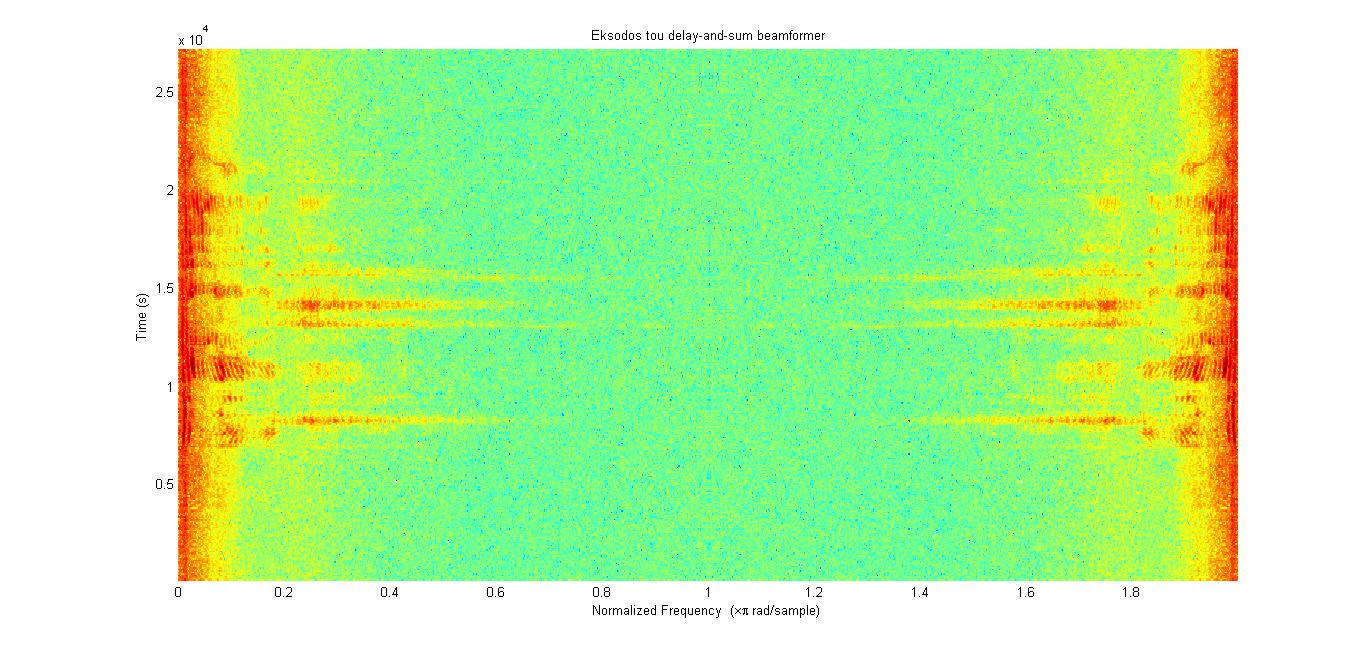 Eksodos tou delay-and-sum beamformer
x 10^4
2.5
2
1.5
1
0.5
Time (s)
0 0.2 0.4 0.6 0.8 1 1.2 1.4 1.6 1.8
Normalized Frequency (×π rad/sample)